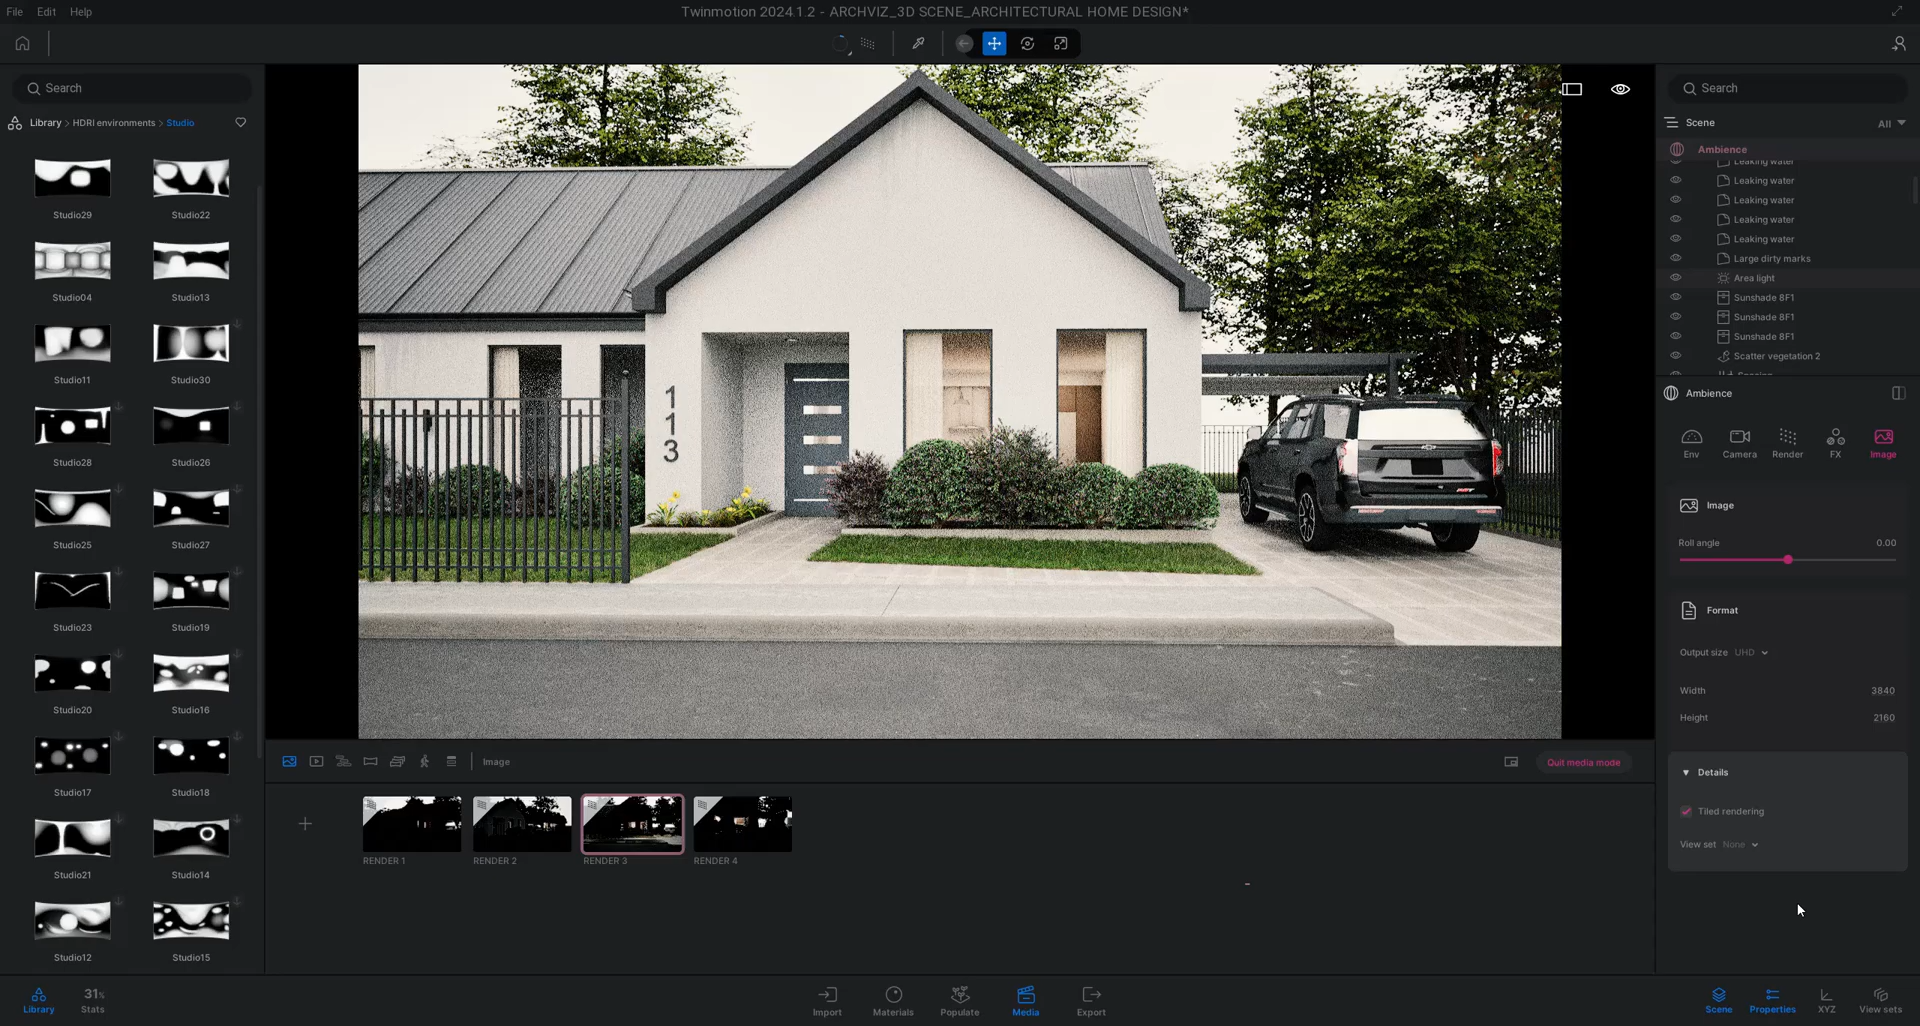 File Edit Help
Twinmotion 2024.1.2 - ARCHVIZ_3D SCENE_ARCHITECTURAL HOME DESIGN*
Search
Library > HDRI environments > Studio
Studio29 Studio22
Studio04 Studio13
Studio11 Studio30
Studio28 Studio26
Studio25 Studio27
Studio23 Studio19
Studio20 Studio16
Studio17 Studio18
Studio21 Studio14
Studio12 Studio15
1
1
3
Image
Quit media mode
RENDER 1 RENDER 2 RENDER 3 RENDER 4
Search
Scene All
Ambience
Leaking water
Leaking water
Leaking water
Leaking water
Leaking water
Large dirty marks
Area light
Sunshade 8F1
Sunshade 8F1
Sunshade 8F1
Scatter vegetation 2
Ambience
Env Camera Render FX Image
Image
Roll angle 0.00
Format
Output size UHD
Width 3840
Height 2160
Details
Tiled rendering
View set None
Library
31%
Stats
Import Materials Populate Media Export
Scene Properties XYZ View sets